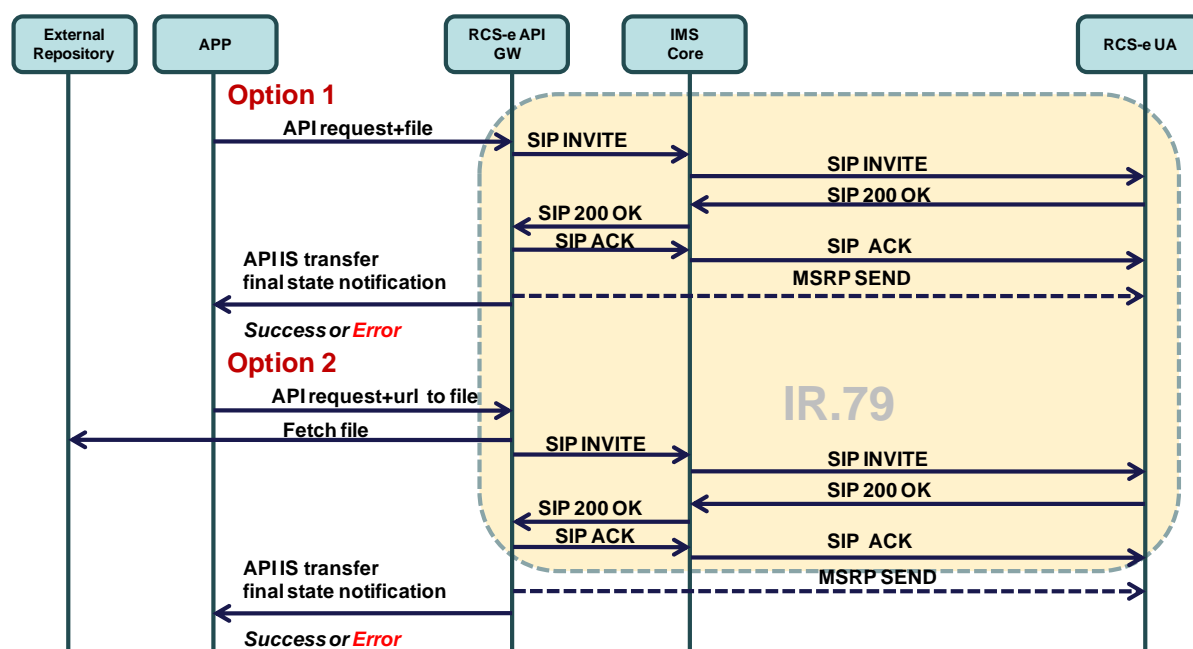 External
Repository
APP
RCS-e API
GW
IMS
Core
RCS-e UA
Option 1
API request+file
SIP INVITE
SIP INVITE
SIP 200 OK
SIP 200 OK
SIP ACK
SIP ACK
API IS transfer
final state notification
MSRP SEND
Success or Error
Option 2
API request+url to file
IR.79
Fetch file
SIP INVITE
SIP INVITE
SIP 200 OK
SIP 200 OK
SIP ACK
SIP ACK
API IS transfer
final state notification
MSRP SEND
Success or Error